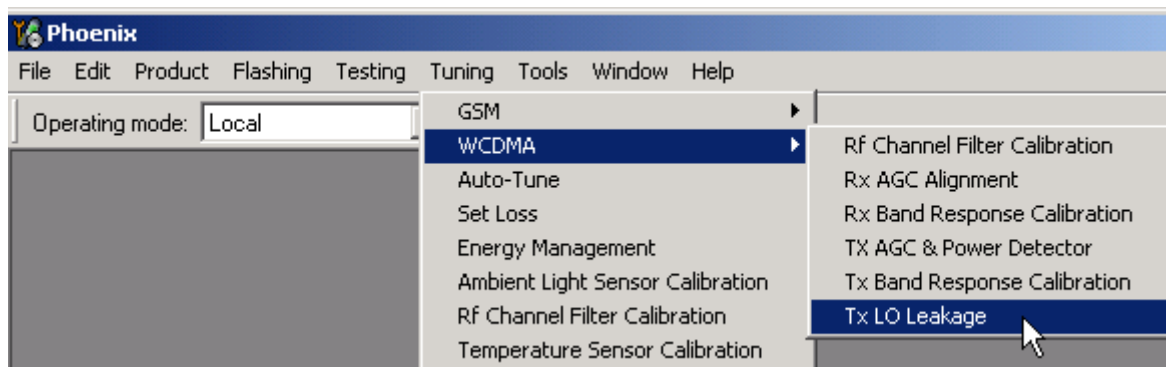 Phoenix
File Edit Product Flashing Testing Tuning Tools Window Help
Operating mode: Local
GSM
WCDMA
Auto-Tune
Set Loss
Energy Management
Ambient Light Sensor Calibration
Rf Channel Filter Calibration
Temperature Sensor Calibration
Rf Channel Filter Calibration
Rx AGC Alignment
Rx Band Response Calibration
TX AGC & Power Detector
Tx Band Response Calibration
Tx LO Leakage